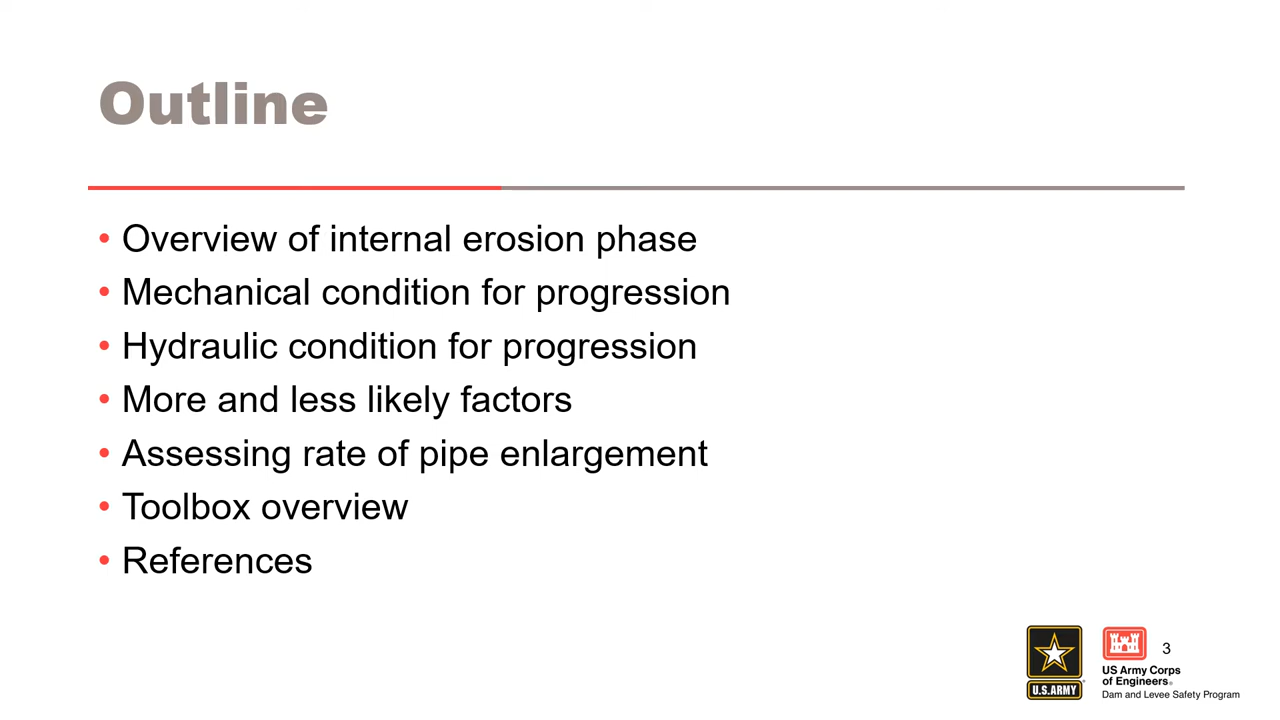 Outline
• Overview of internal erosion phase
• Mechanical condition for progression
• Hydraulic condition for progression
• More and less likely factors
• Assessing rate of pipe enlargement
• Toolbox overview
• References
3
U.S.ARMY
US Army Corps
of Engineers®
Dam and Levee Safety Program